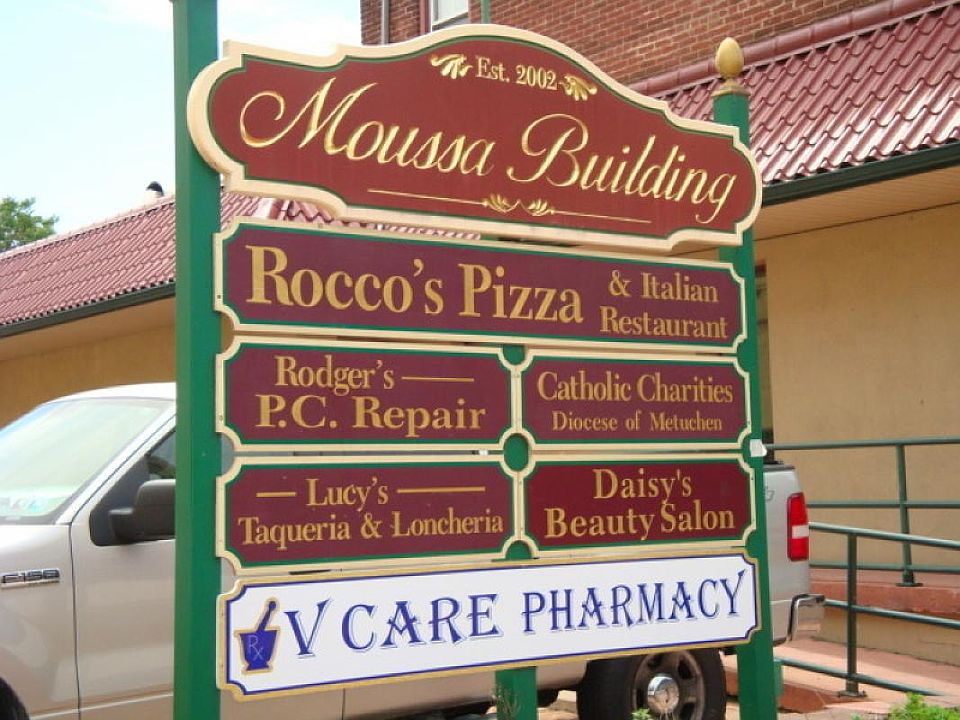 Est. 2002
Moussa Building
Rocco's Pizza
& Italian
Restaurant
Rodger's
P.C. Repair
Catholic Charities
Diocese of Metuchen
Lucy's
Taqueria & Loncheria
Daisy's
Beauty Salon
Rx
V CARE PHARMACY
F-150